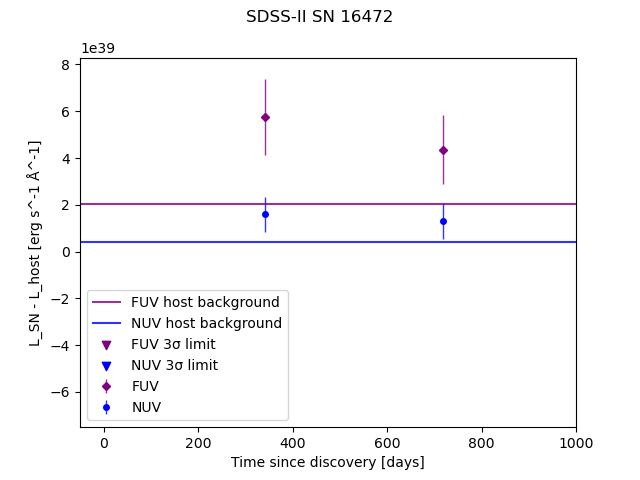 SDSS-II SN 16472
1e39
8
6
4
2
0
−2
−4
−6
L_SN - L_host [erg s^-1 Å^-1]
FUV host background
NUV host background
FUV 3σ limit
NUV 3σ limit
FUV
NUV
0 200 400 600 800 1000
Time since discovery [days]